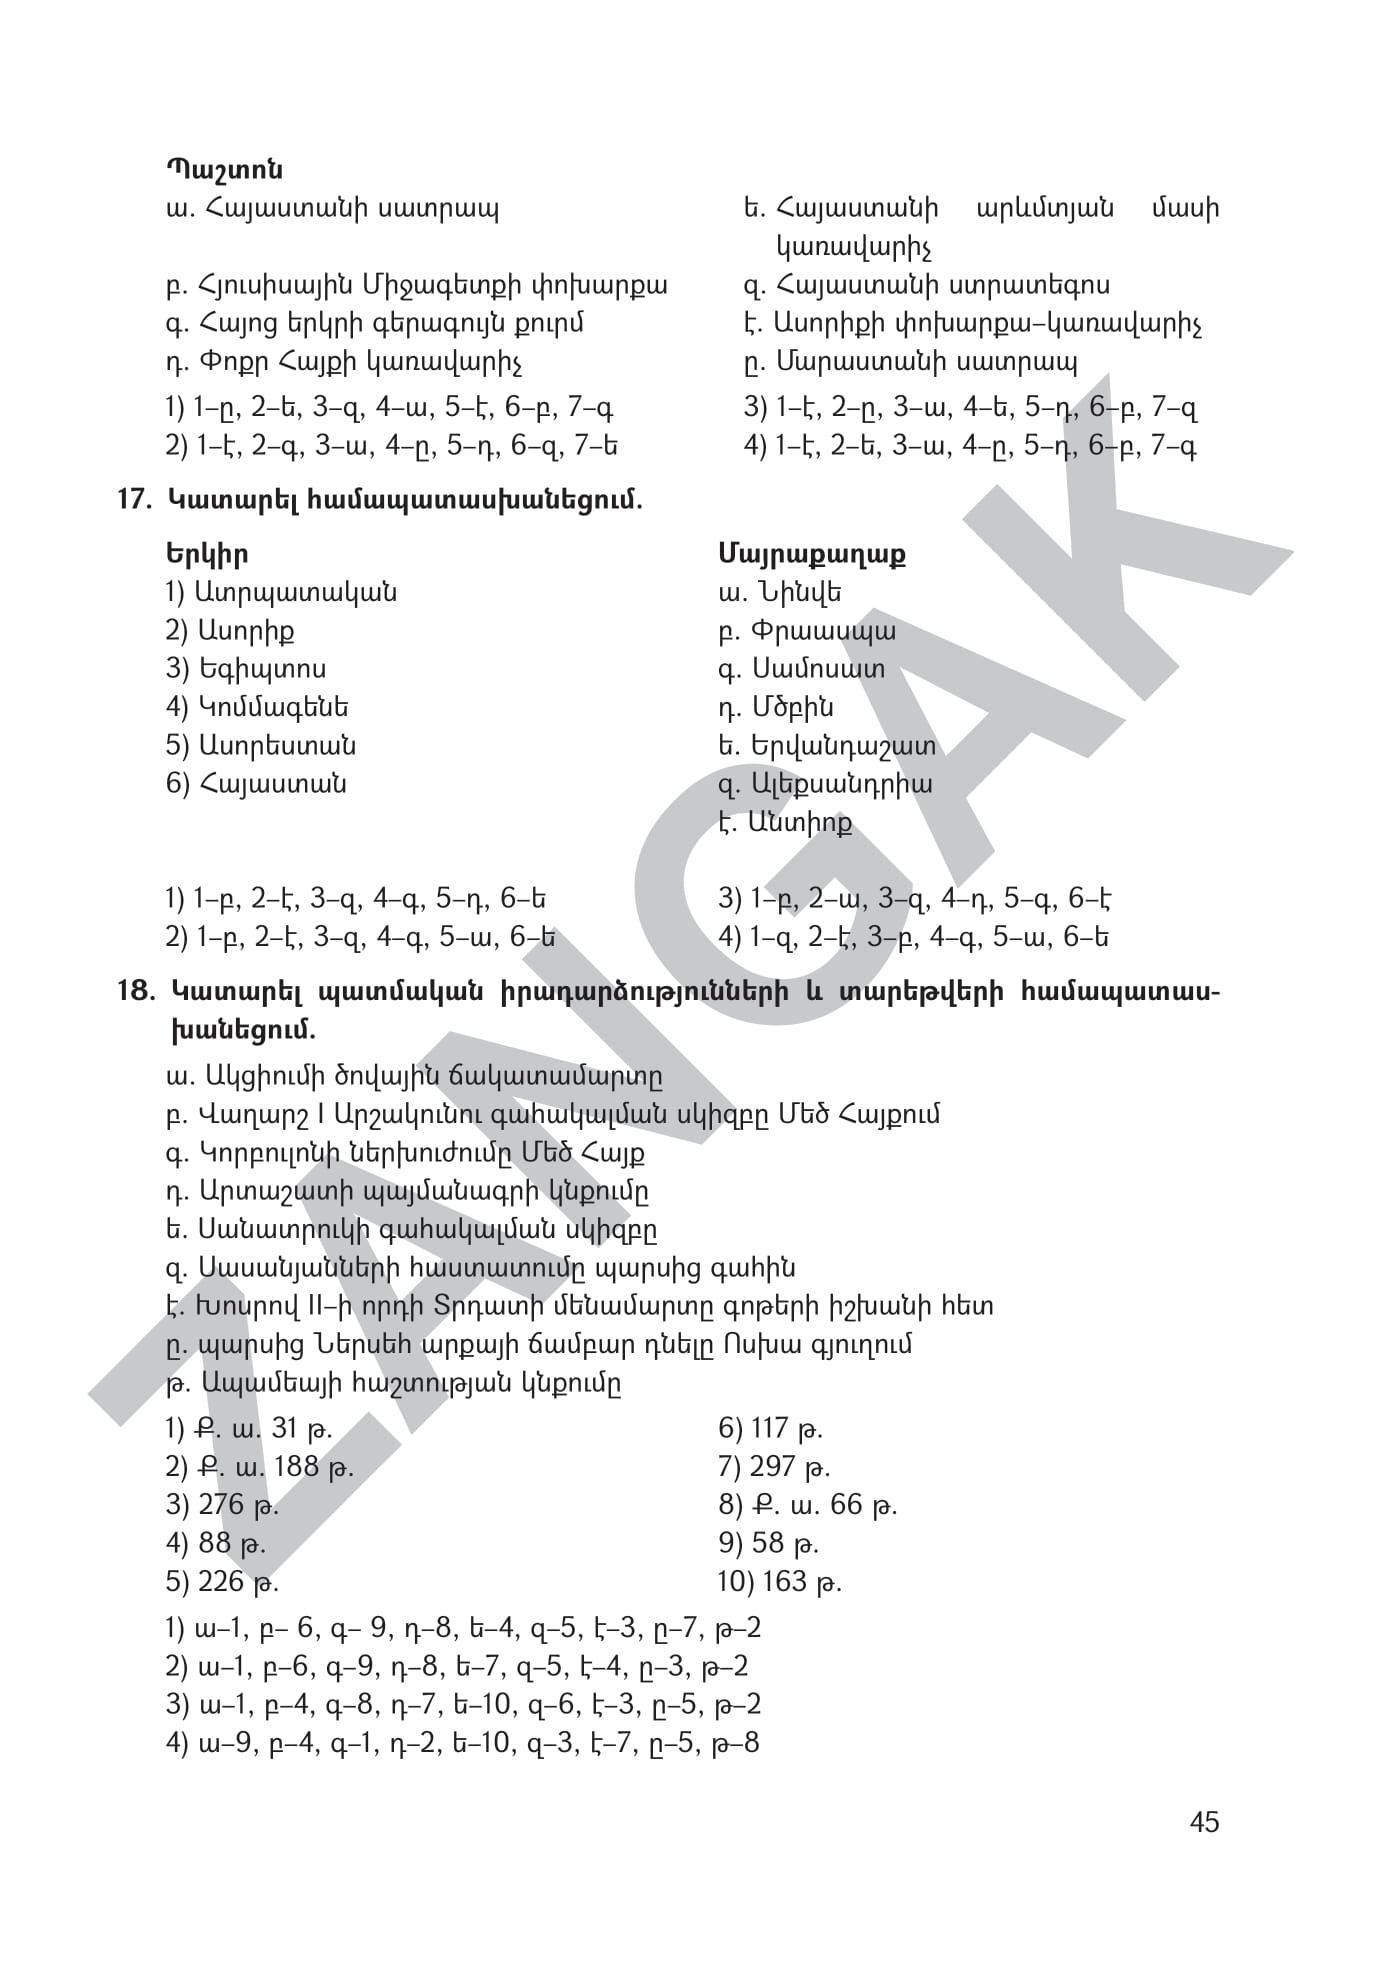 Պաշտոն
ա. Հայաստանի սատրապ
ե. Հայաստանի արևմտյան մասի
կառավարիչ
բ. Հյուսիսային Միջագետքի փոխարքա
զ. Հայաստանի ստրատեգոս
գ. Հայոց երկրի գերագույն քուրմ
է. Ասորիքի փոխարքա–կառավարիչ
դ. Փոքր Հայքի կառավարիչ
ը. Մարաստանի սատրապ
1) 1–ը, 2–ե, 3–զ, 4–ա, 5–է, 6–բ, 7–գ
3) 1–է, 2–ը, 3–ա, 4–ե, 5–դ, 6–բ, 7–զ
2) 1–է, 2–գ, 3–ա, 4–ը, 5–դ, 6–զ, 7–ե
4) 1–է, 2–ե, 3–ա, 4–ը, 5–դ, 6–բ, 7–գ
17. Կատարել համապատասխանեցում.
Երկիր
Մայրաքաղաք
1) Ատրպատական
ա. Նինվե
2) Ասորիք
բ. Փրաասպա
3) Եգիպտոս
գ. Սամոսատ
4) Կոմմագենե
դ. Մծբին
5) Ասորեստան
ե. Երվանդաշատ
6) Հայաստան
զ. Ալեքսանդրիա
է. Անտիոք
1) 1–բ, 2–է, 3–զ, 4–գ, 5–դ, 6–ե
3) 1–բ, 2–ա, 3–զ, 4–դ, 5–գ, 6–է
2) 1–բ, 2–է, 3–զ, 4–գ, 5–ա, 6–ե
4) 1–զ, 2–է, 3–բ, 4–գ, 5–ա, 6–ե
18. Կատարել պատմական իրադարձությունների և տարեթվերի համապատաս-
խանեցում.
ա. Ակցիումի ծովային ճակատամարտը
բ. Վաղարշ I Արշակունու գահակալման սկիզբը Մեծ Հայքում
գ. Կորբուլոնի ներխուժումը Մեծ Հայք
դ. Արտաշատի պայմանագրի կնքումը
ե. Սանատրուկի գահակալման սկիզբը
զ. Սասանյանների հաստատումը պարսից գահին
է. Խոսրով II–ի որդի Տրդատի մենամարտը գոթերի իշխանի հետ
ը. պարսից Ներսեհ արքայի ճամբար դնելը Ոսխա գյուղում
թ. Ապամեայի հաշտության կնքումը
1) Ք. ա. 31 թ.
6) 117 թ.
2) Ք. ա. 188 թ.
7) 297 թ.
3) 276 թ.
8) Ք. ա. 66 թ.
4) 88 թ.
9) 58 թ.
5) 226 թ.
10) 163 թ.
1) ա–1, բ– 6, գ– 9, դ–8, ե–4, զ–5, է–3, ը–7, թ–2
2) ա–1, բ–6, գ–9, դ–8, ե–7, զ–5, է–4, ը–3, թ–2
3) ա–1, բ–4, գ–8, դ–7, ե–10, զ–6, է–3, ը–5, թ–2
4) ա–9, բ–4, գ–1, դ–2, ե–10, զ–3, է–7, ը–5, թ–8
45
ZANGAK